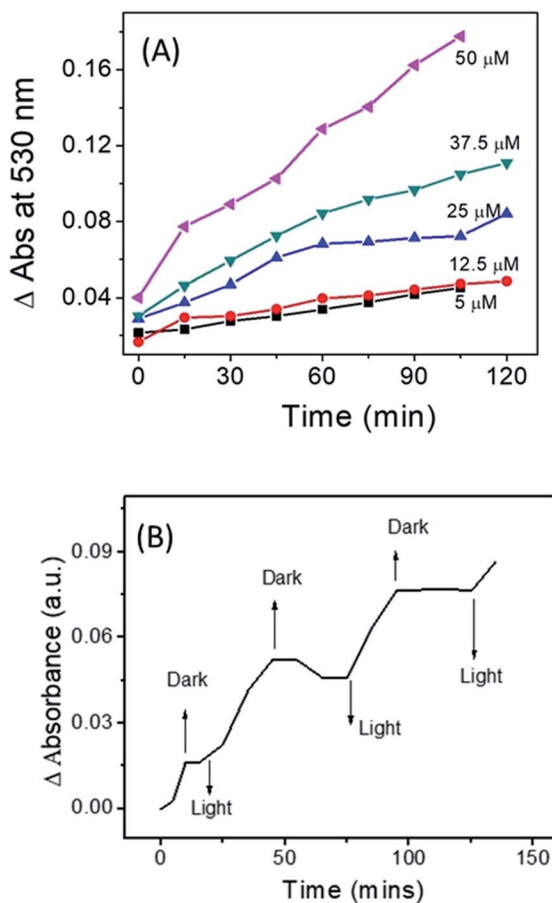 (A)
50 μM
0.16
Δ Abs at 530 nm
0.12
37.5 μM
0.08
25 μM
12.5 μM
0.04
5 μM
0 30 60 90 120
Time (min)
(B)
Dark
0.09
Dark
Δ Absorbance (a.u.)
0.06
Dark
Light
0.03
Light
0.00
Light
0 50 100 150
Time (mins)